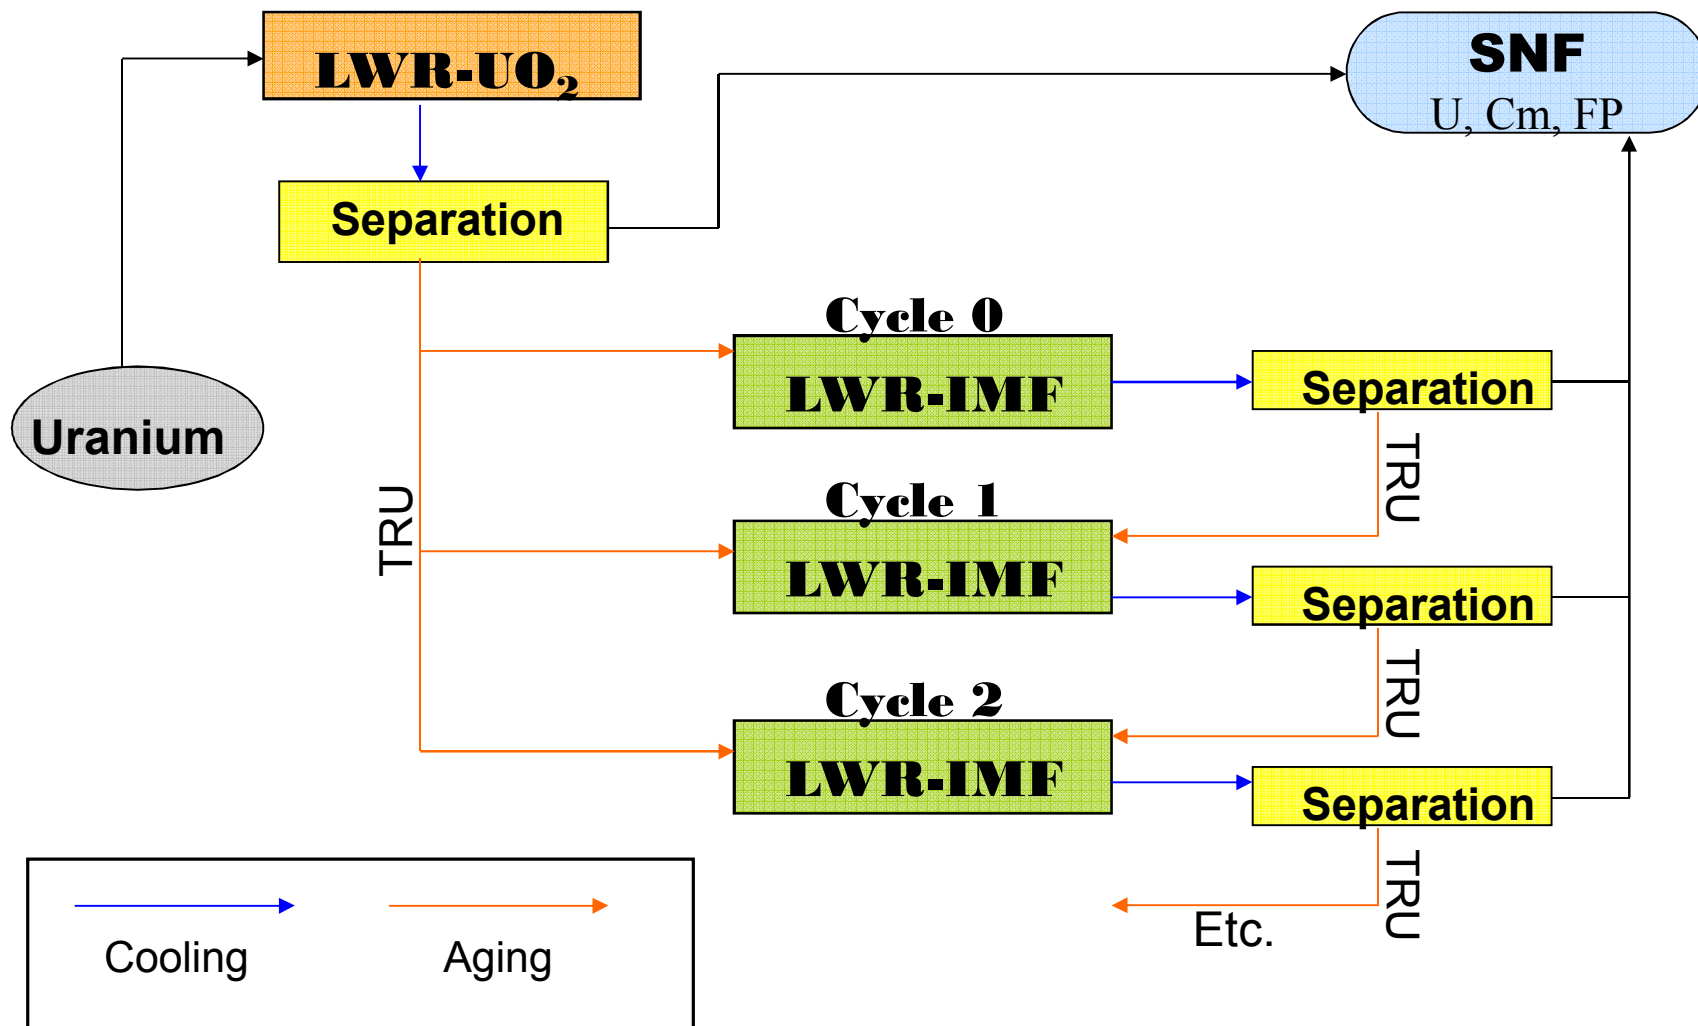 LWR-UO₂
SNF
U, Cm, FP
Separation
Cycle 0
LWR-IMF
Separation
Uranium
TRU
TRU
Cycle 1
LWR-IMF
Separation
TRU
Cycle 2
LWR-IMF
Separation
TRU
Etc.
Cooling
Aging